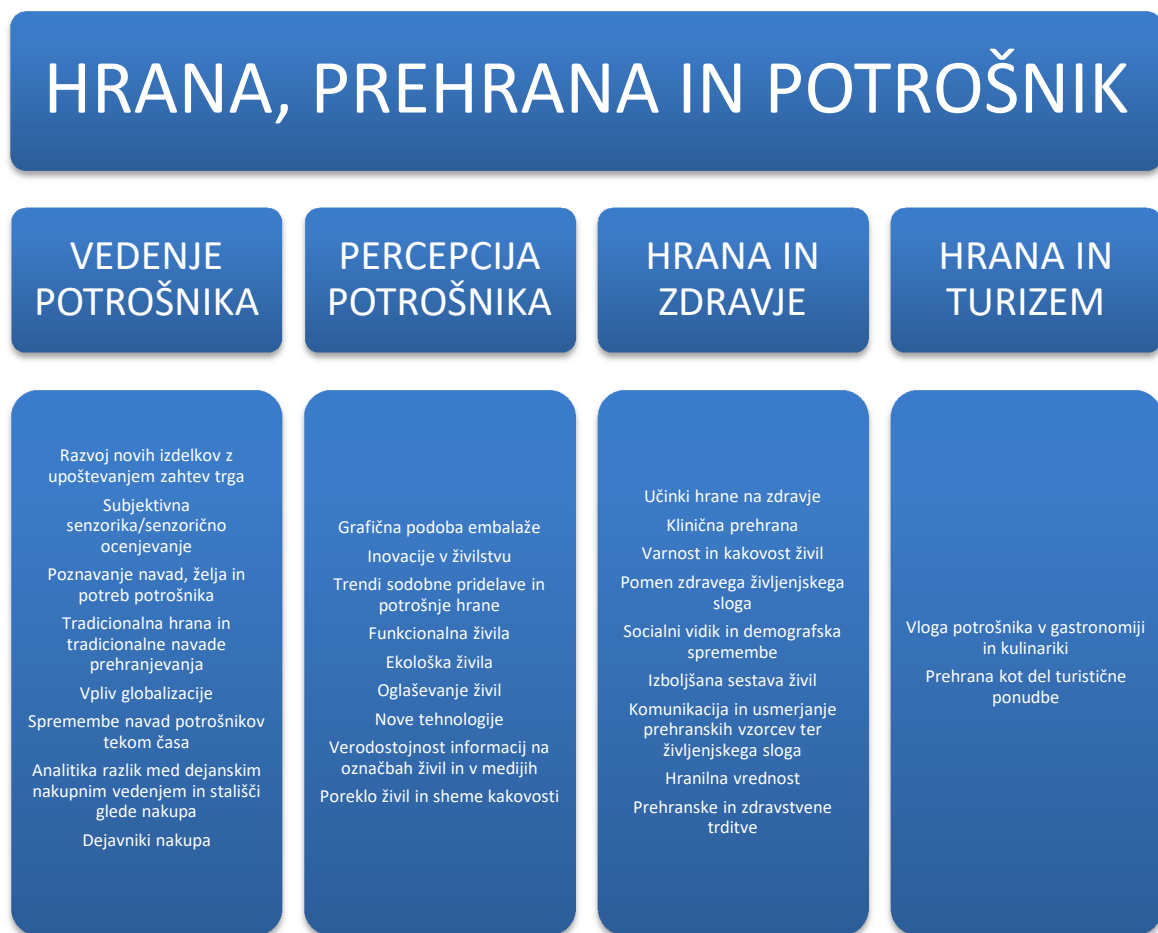 HRANA, PREHRANA IN POTROŠNIK
VEDENJE
POTROŠNIKA
PERCEPCIJA
POTROŠNIKA
HRANA IN
ZDRAVJE
HRANA IN
TURIZEM
Razvoj novih izdelkov z
upoštevanjem zahtev trga
Subjektivna
senzorika/senzorično
ocenjevanje
Poznavanje navad, želja in
potreb potrošnika
Tradicionalna hrana in
tradicionalne navade
prehranjevanja
Vpliv globalizacije
Spremembe navad potrošnikov
tekom časa
Analitika razlik med dejanskim
nakupnim vedenjem in stališči
glede nakupa
Dejavniki nakupa
Grafična podoba embalaže
Inovacije v živilstvu
Trendi sodobne pridelave in
potrošnje hrane
Funkcionalna živila
Ekološka živila
Oglaševanje živil
Nove tehnologije
Verodostojnost informacij na
označbah živil in v medijih
Poreklo živil in sheme kakovosti
Učinki hrane na zdravje
Klinična prehrana
Varnost in kakovost živil
Pomen zdravega življenjskega
sloga
Socialni vidik in demografska
spremembe
Izboljšana sestava živil
Komunikacija in usmerjanje
prehranskih vzorcev ter
življenjskega sloga
Hranilna vrednost
Prehranske in zdravstvene
trditve
Vloga potrošnika v gastronomiji
in kulinariki
Prehrana kot del turistične
ponudbe